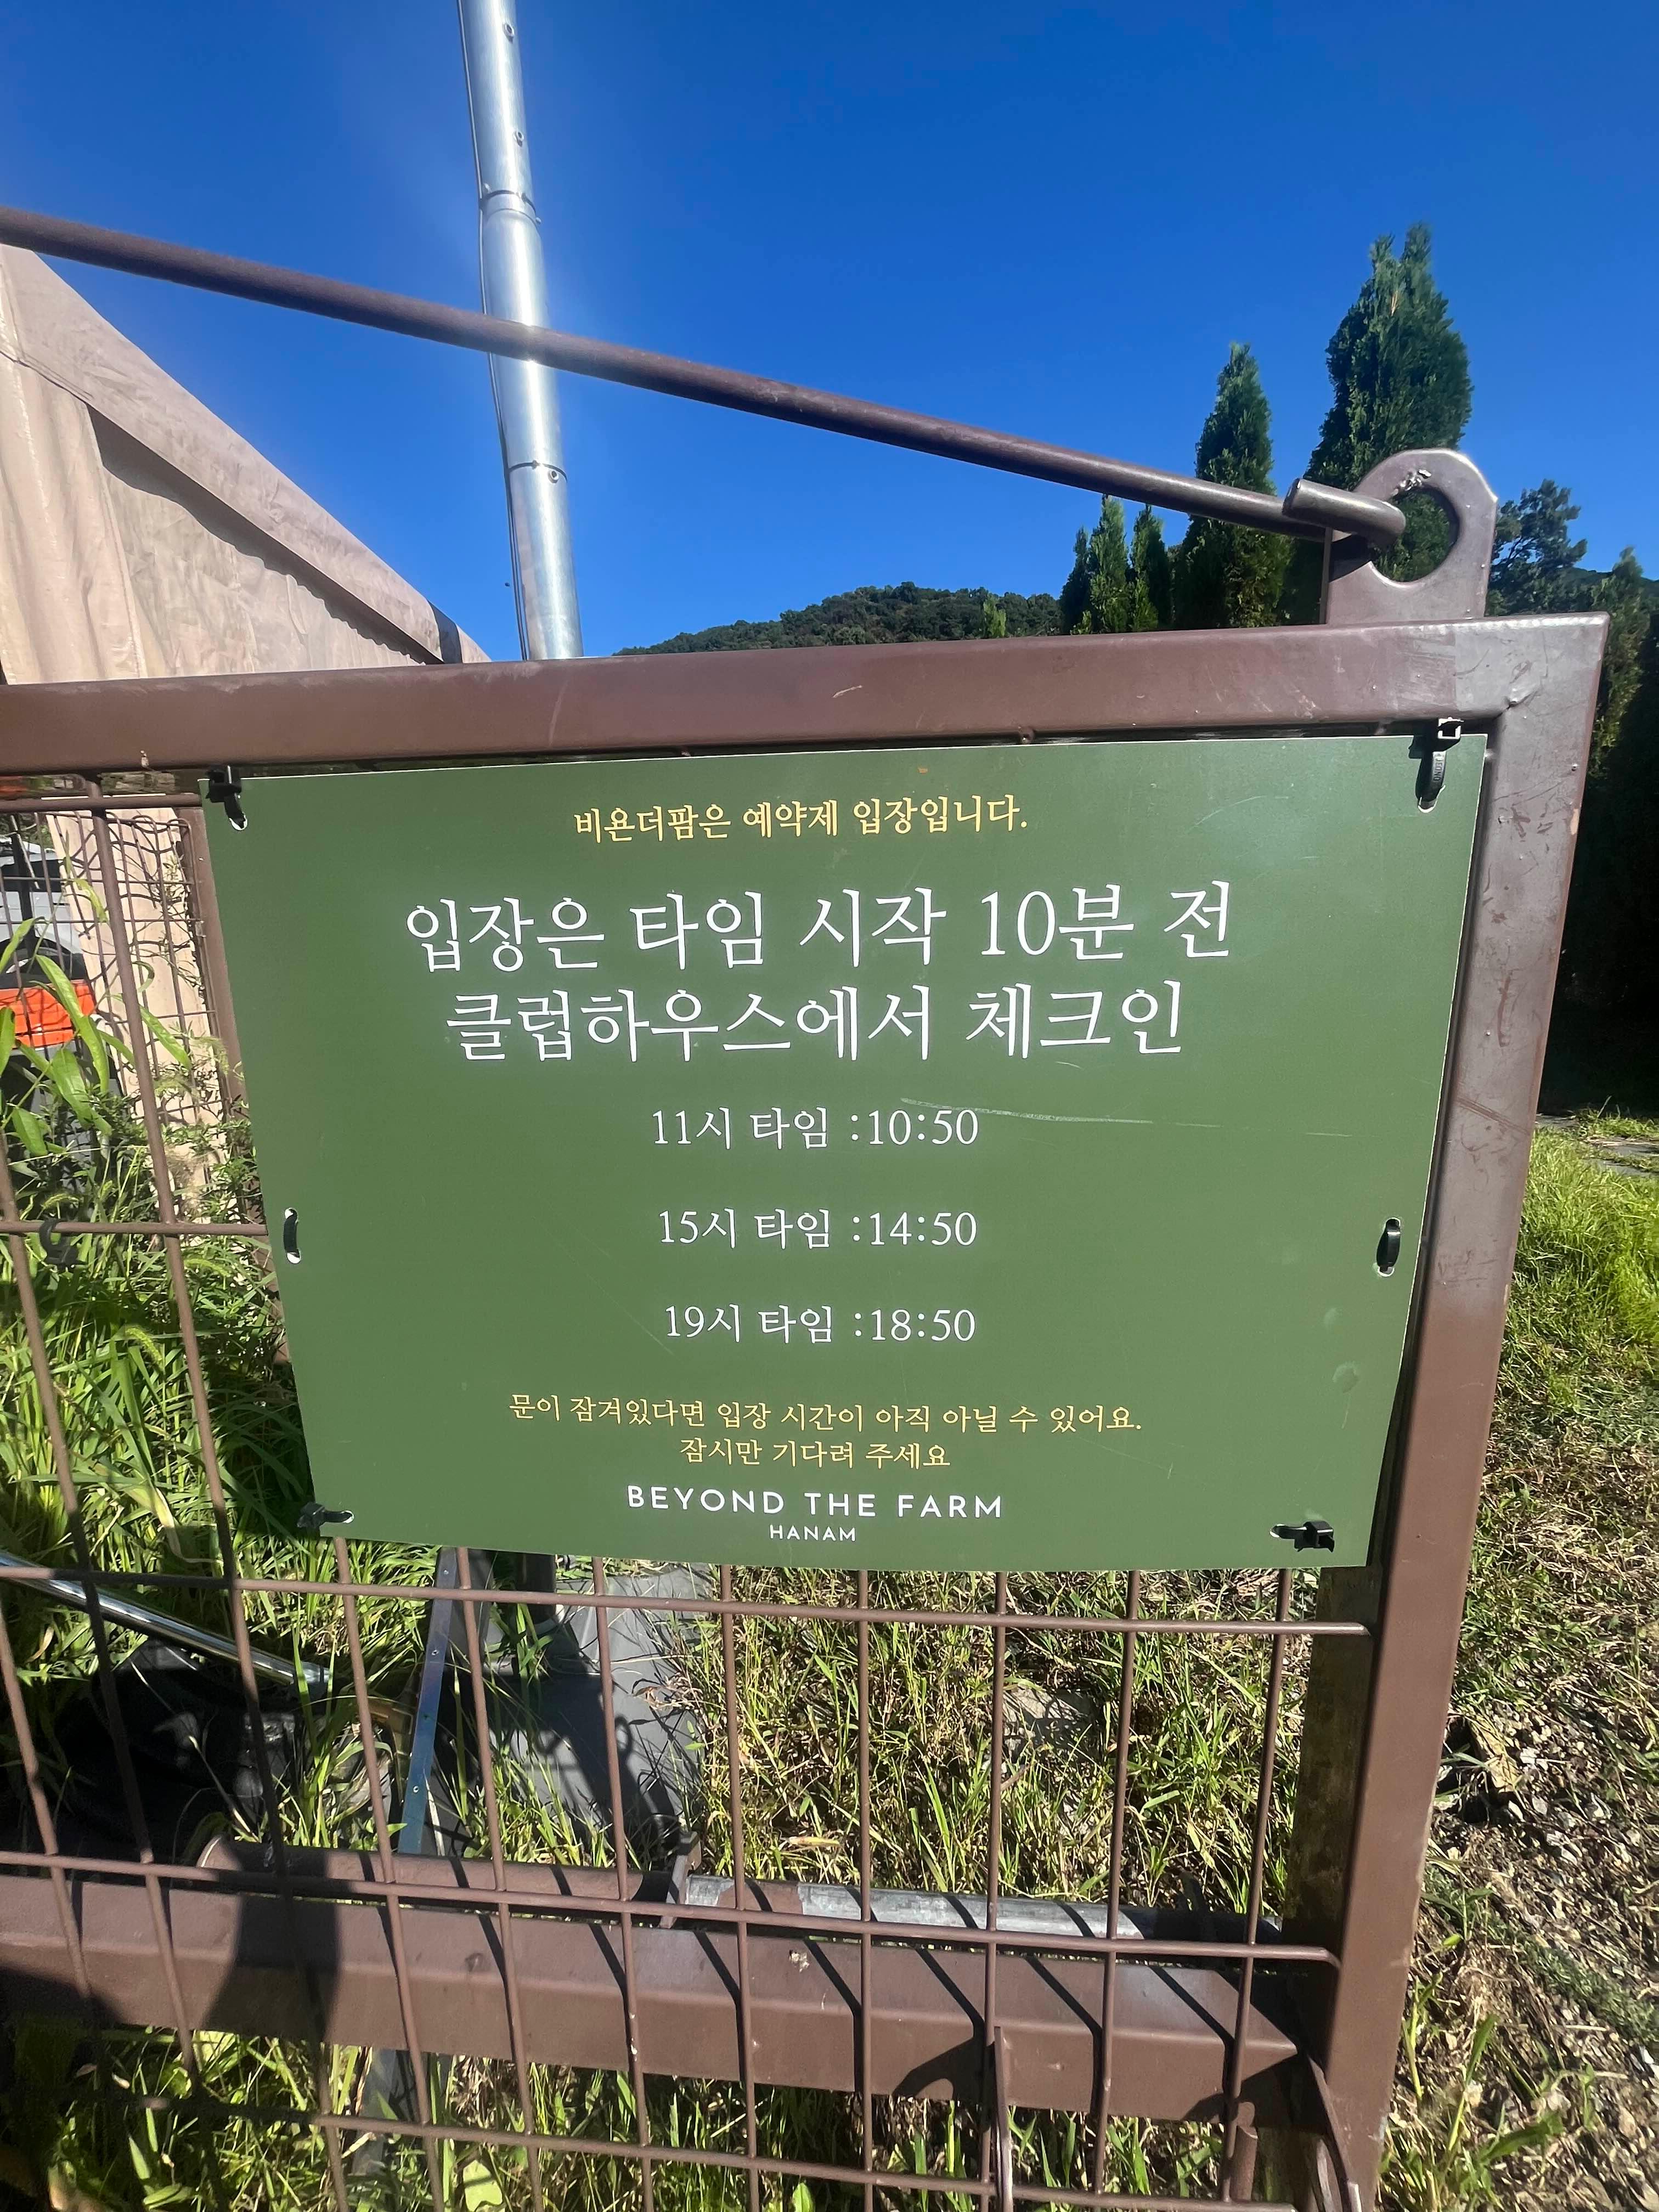 비욘더팜은 예약제 입장입니다.
입장은 타임 시작 10분 전
클럽하우스에서 체크인
11시 타임 :10:50
15시 타임 :14:50
19시 타임 :18:50
문이 잠겨있다면 입장 시간이 아직 아닐 수 있어요.
잠시만 기다려 주세요
BEYOND THE FARM
HANAM